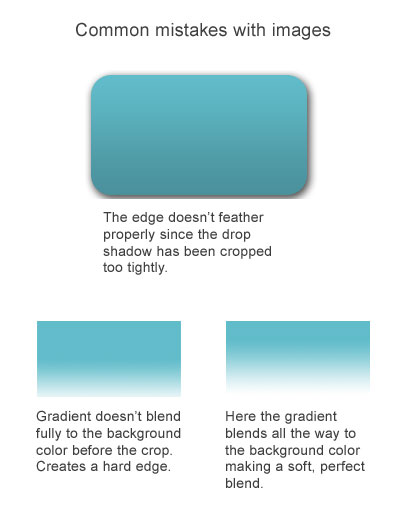 Common mistakes with images
The edge doesn't feather
properly since the drop
shadow has been cropped
too tightly.
Gradient doesn't blend
fully to the background
color before the crop.
Creates a hard edge.
Here the gradient
blends all the way to
the background color
making a soft, perfect
blend.